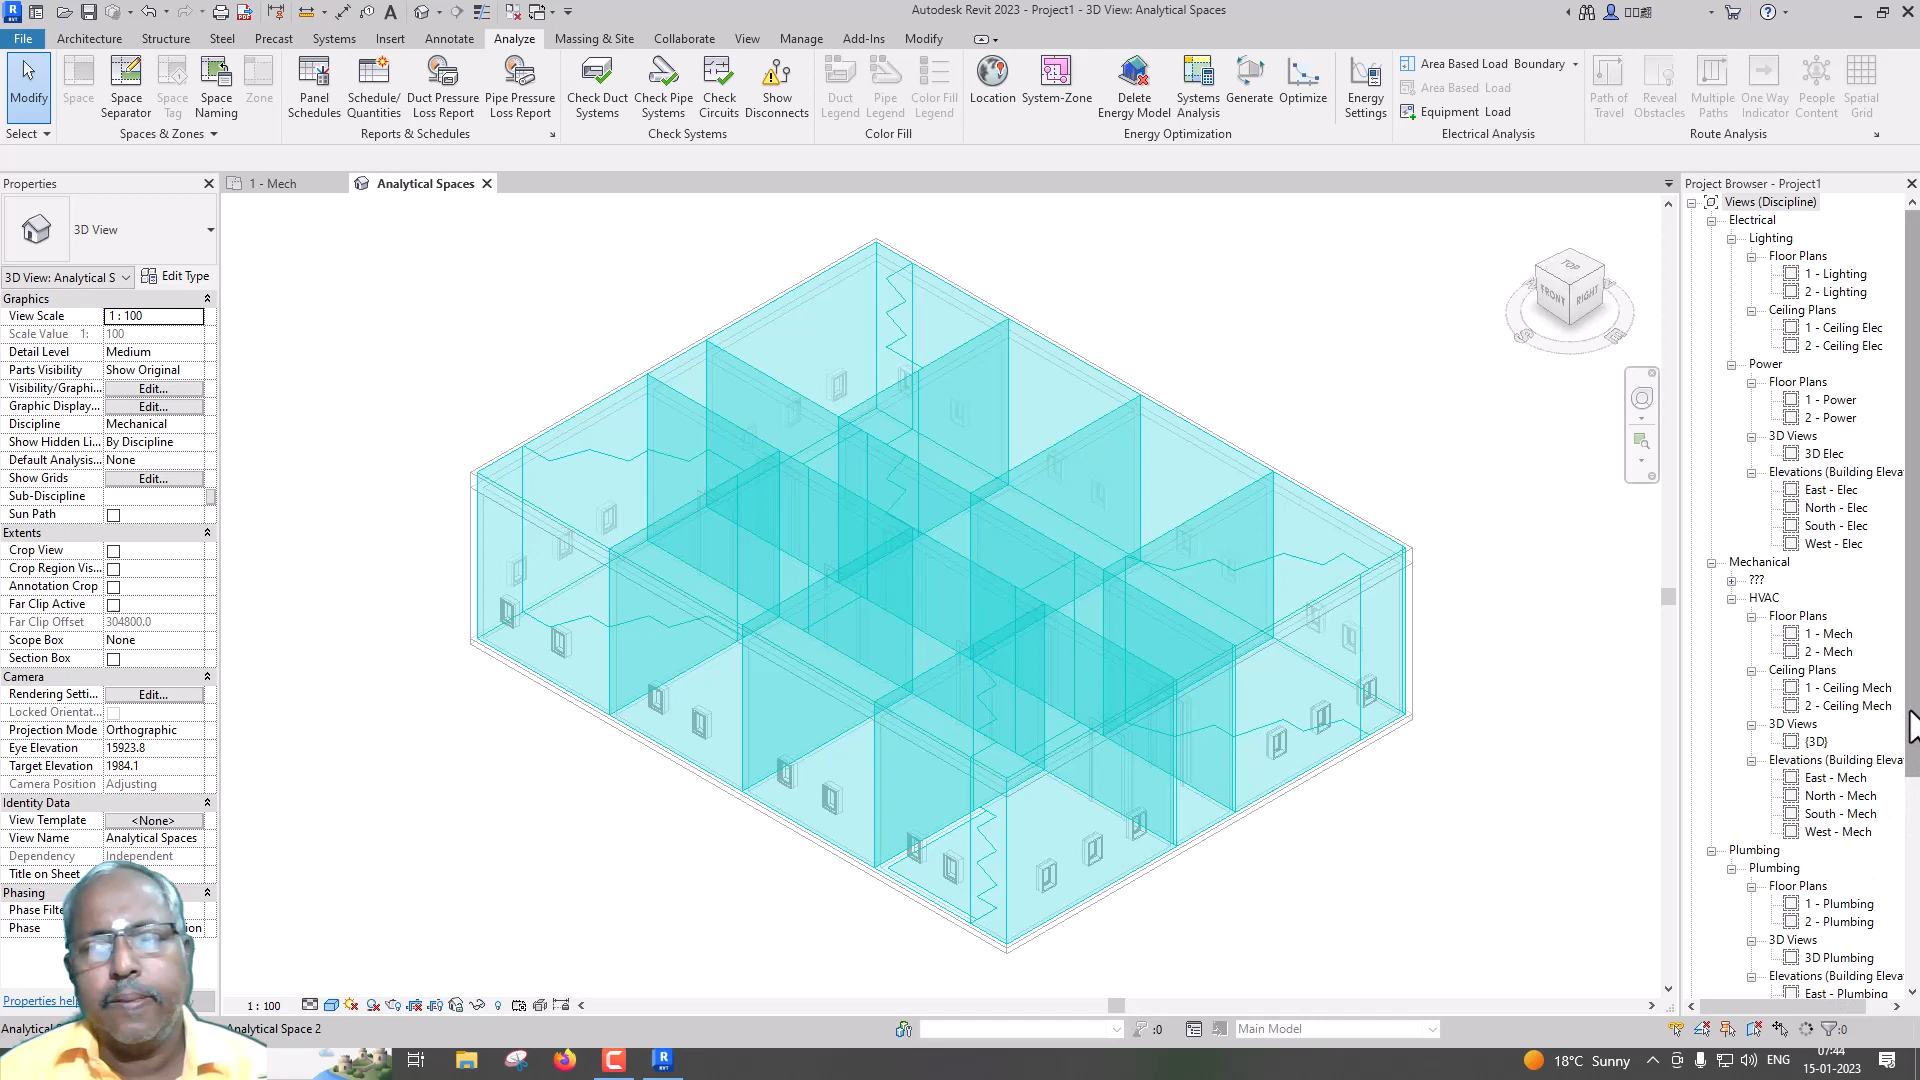 Autodesk Revit 2023 - Project1 - 3D View: Analytical Spaces
File Architecture Structure Steel Precast Systems Insert Annotate Analyze Massing & Site Collaborate View Manage Add-Ins Modify
Modify
Select
Space
Space Separator
Space Tag
Space Naming
Zone
Spaces & Zones
Panel Schedules
Schedule/ Quantities
Duct Pressure Loss Report
Pipe Pressure Loss Report
Reports & Schedules
Check Duct Systems
Check Pipe Systems
Check Circuits
Show Disconnects
Check Systems
Duct Legend
Pipe Legend
Color Fill Legend
Color Fill
Location
System-Zone
Delete Energy Model
Systems Analysis
Generate
Optimize
Energy Optimization
Energy Settings
Area Based Load Boundary
Area Based Load
Equipment Load
Electrical Analysis
Path of Travel
Reveal Obstacles
Multiple Paths
One Way Indicator
People Content
Spatial Grid
Route Analysis
Properties
1 - Mech
Analytical Spaces
Project Browser - Project1
3D View
3D View: Analytical S
Edit Type
Graphics
View Scale 1 : 100
Scale Value 1: 100
Detail Level Medium
Parts Visibility Show Original
Visibility/Graphi... Edit...
Graphic Display... Edit...
Discipline Mechanical
Show Hidden Li... By Discipline
Default Analysis... None
Show Grids Edit...
Sub-Discipline
Sun Path
Extents
Crop View
Crop Region Vis...
Annotation Crop
Far Clip Active
Far Clip Offset 304800.0
Scope Box None
Section Box
Camera
Rendering Setti... Edit...
Locked Orientat...
Projection Mode Orthographic
Eye Elevation 15923.8
Target Elevation 1984.1
Camera Position Adjusting
Identity Data
View Template <None>
View Name Analytical Spaces
Dependency Independent
Title on Sheet
Phasing
Phase Filte
Phase
Properties help
TOP
FRONT
RIGHT
Views (Discipline)
Electrical
Lighting
Floor Plans
1 - Lighting
2 - Lighting
Ceiling Plans
1 - Ceiling Elec
2 - Ceiling Elec
Power
Floor Plans
1 - Power
2 - Power
3D Views
3D Elec
Elevations (Building Eleva
East - Elec
North - Elec
South - Elec
West - Elec
Mechanical
???
HVAC
Floor Plans
1 - Mech
2 - Mech
Ceiling Plans
1 - Ceiling Mech
2 - Ceiling Mech
3D Views
{3D}
Elevations (Building Eleva
East - Mech
North - Mech
South - Mech
West - Mech
Plumbing
Plumbing
Floor Plans
1 - Plumbing
2 - Plumbing
3D Views
3D Plumbing
Elevations (Building Eleva
East - Plumbing
1 : 100
Analytical Space 2
:0
Main Model
:0
18°C Sunny
ENG
07:44
15-01-2023